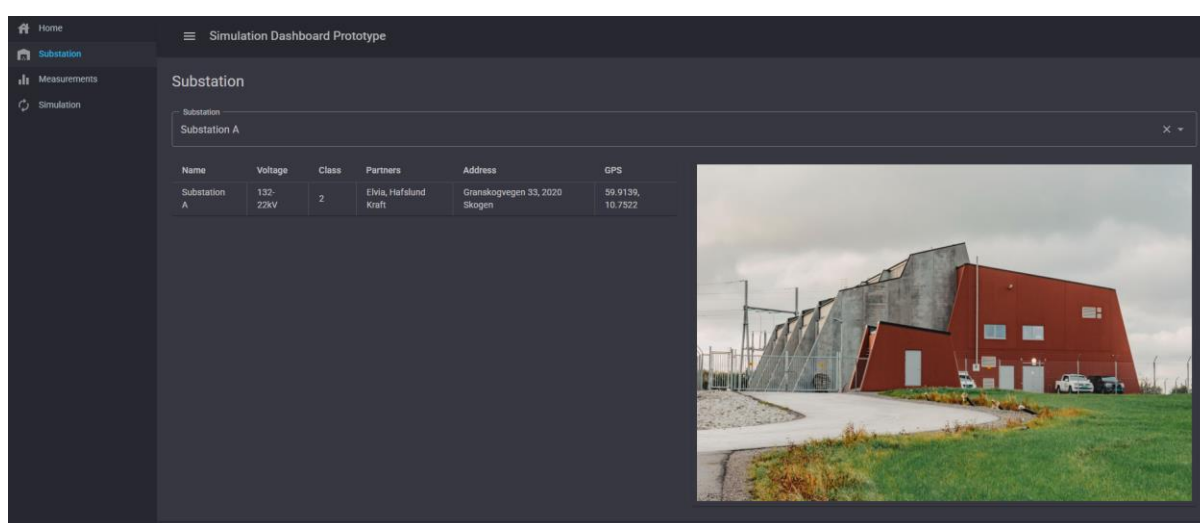 Home
Substation
Measurements
Simulation
Simulation Dashboard Prototype
Substation
Substation
Substation A
Name Voltage Class Partners Address GPS
Substation 132- 2 Elvia, Hafslund Granskogvegen 33, 2020 59.9139,
A 22kV Kraft Skogen 10.7522